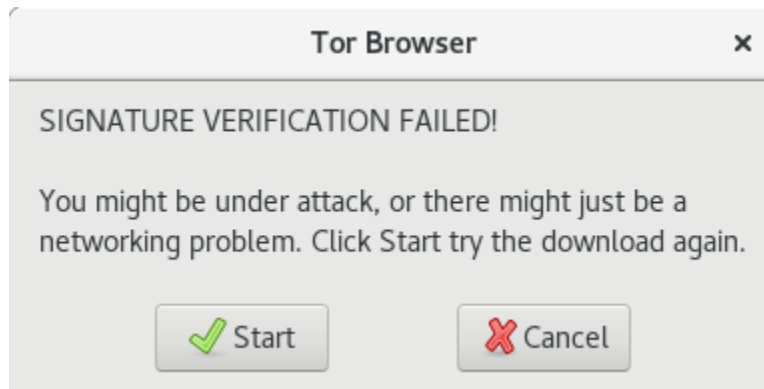 Tor Browser
SIGNATURE VERIFICATION FAILED!
You might be under attack, or there might just be a
networking problem. Click Start try the download again.
Start
Cancel